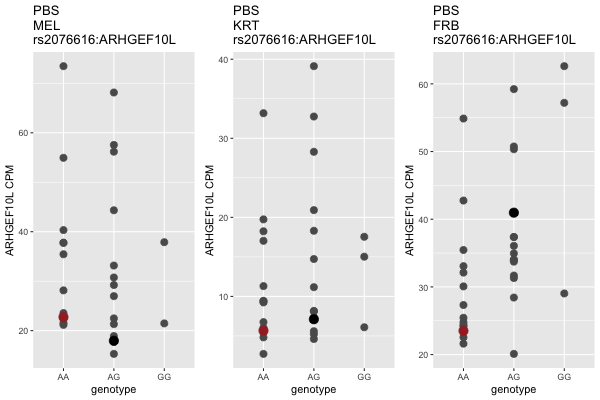 PBS
MEL
rs2076616:ARHGEF10L
ARHGEF10L CPM
60
40
20
AA AG GG
genotype
PBS
KRT
rs2076616:ARHGEF10L
ARHGEF10L CPM
40
30
20
10
AA AG GG
genotype
PBS
FRB
rs2076616:ARHGEF10L
ARHGEF10L CPM
60
50
40
30
20
AA AG GG
genotype